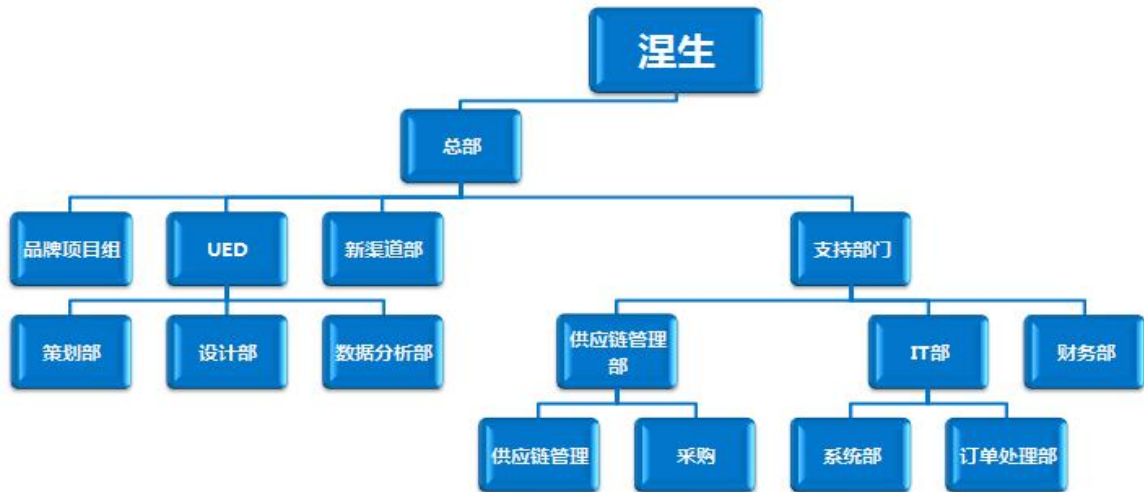 涅生
总部
品牌项目组
UED
新渠道部
支持部门
策划部
设计部
数据分析部
供应链管理
部
IT部
财务部
供应链管理
采购
系统部
订单处理部